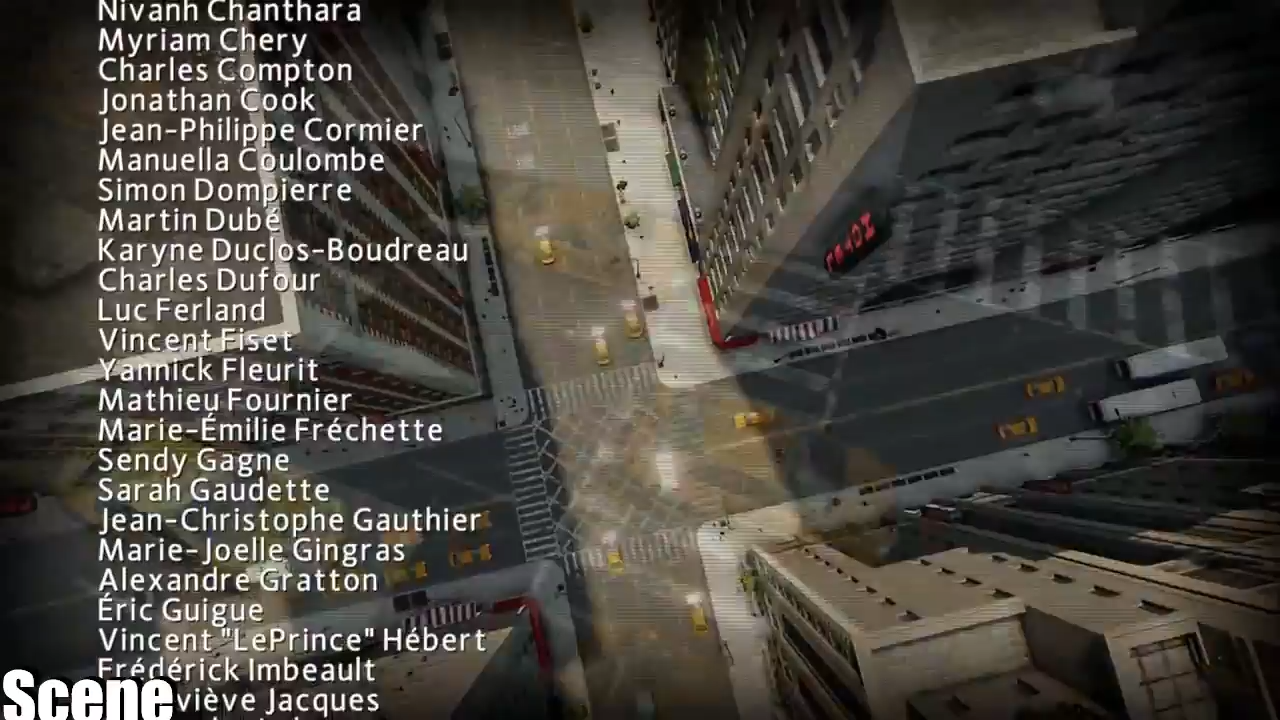 Nivanh Chanthara
Myriam Chery
Charles Compton
Jonathan Cook
Jean-Philippe Cormier
Manuella Coulombe
Simon Dompierre
Martin Dubé
Karyne Duclos-Boudreau
Charles Dufour
Luc Ferland
Vincent Fiset
Yannick Fleurit
Mathieu Fournier
Marie-Émilie Fréchette
Sendy Gagne
Sarah Gaudette
Jean-Christophe Gauthier
Marie-Joelle Gingras
Alexandre Gratton
Éric Guigue
Vincent "LePrince" Hébert
Frédérick Imbeault
viève Jacques
Scene